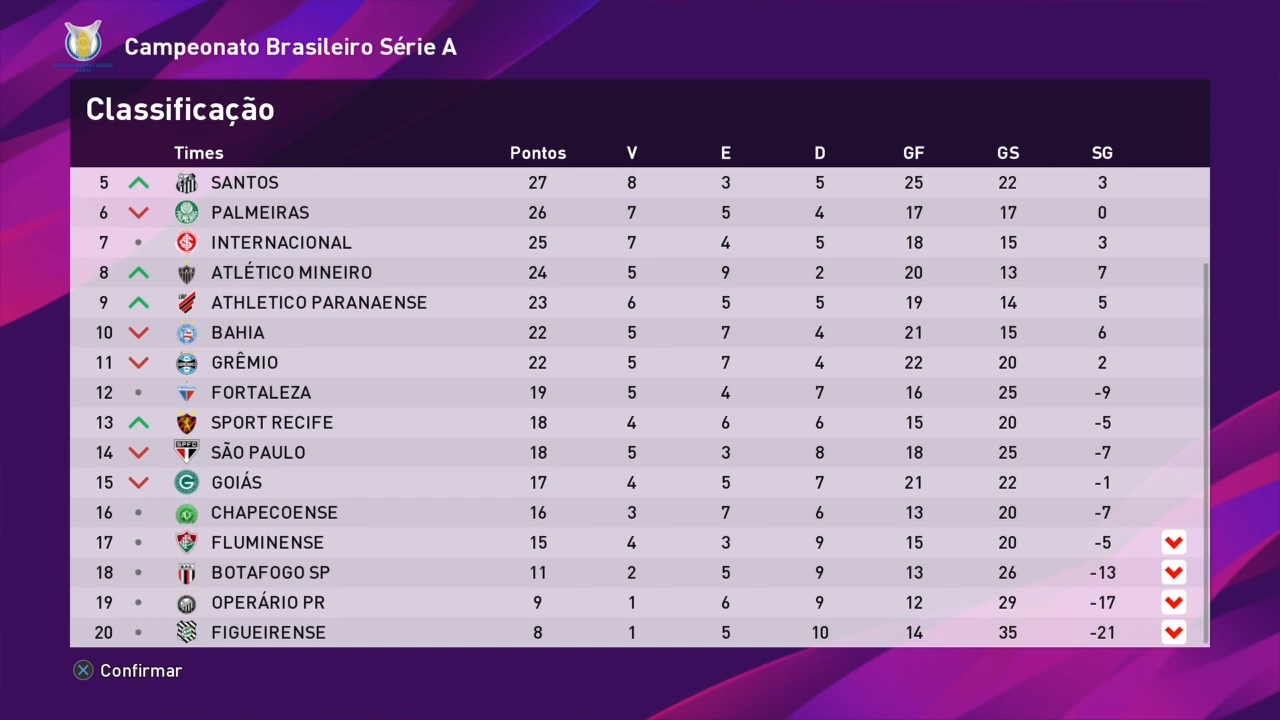 Campeonato Brasileiro Série A
Classificação
Times Pontos V E D GF GS SG
5 SANTOS 27 8 3 5 25 22 3
6 PALMEIRAS 26 7 5 4 17 17 0
7 INTERNACIONAL 25 7 4 5 18 15 3
8 ATLÉTICO MINEIRO 24 5 9 2 20 13 7
9 ATHLETICO PARANAENSE 23 6 5 5 19 14 5
10 BAHIA 22 5 7 4 21 15 6
11 GRÊMIO 22 5 7 4 22 20 2
12 FORTALEZA 19 5 4 7 16 25 -9
13 SPORT RECIFE 18 4 6 6 15 20 -5
14 SÃO PAULO 18 5 3 8 18 25 -7
15 GOIÁS 17 4 5 7 21 22 -1
16 CHAPECOENSE 16 3 7 6 13 20 -7
17 FLUMINENSE 15 4 3 9 15 20 -5
18 BOTAFOGO SP 11 2 5 9 13 26 -13
19 OPERÁRIO PR 9 1 6 9 12 29 -17
20 FIGUEIRENSE 8 1 5 10 14 35 -21
Confirmar